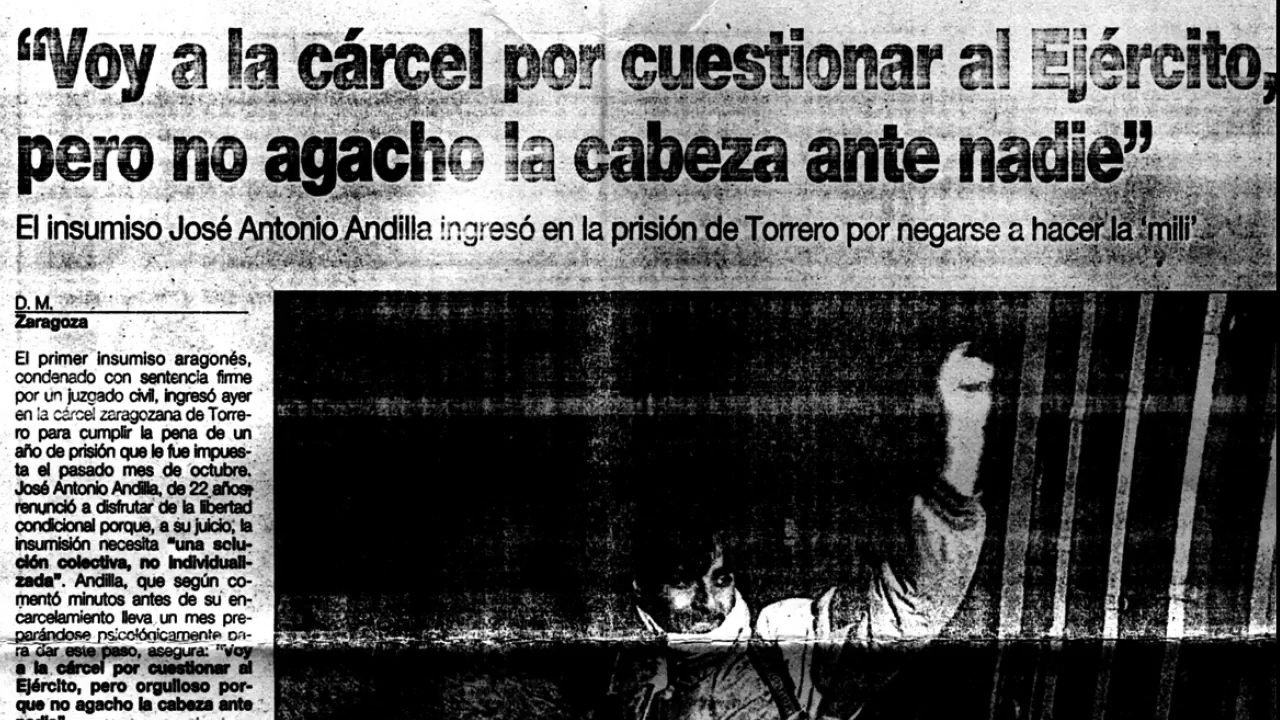 “Voy a la cárcel por cuestionar al Ejército,
pero no agacho la cabeza ante nadie”
El insumiso José Antonio Andilla ingresó en la prisión de Torrero por negarse a hacer la ‘mili’
D. M.
Zaragoza
El primer insumiso aragonés,
condenado con sentencia firme
por un juzgado civil, ingresó ayer
en la cárcel zaragozana de Torre-
ro para cumplir la pena de un
año de prisión que le fue impues-
ta el pasado mes de octubre.
José Antonio Andilla, de 22 años,
renunció a disfrutar de la libertad
condicional porque, a su juicio, la
insumisión necesita "una solu-
ción colectiva, no individuali-
zada". Andilla, que según co-
mentó minutos antes de su en-
carcelamiento lleva un mes pre-
parándose psicológicamente pa-
ra dar este paso, asegura: "Voy
a la cárcel por cuestionar al
Ejército, pero orgulloso por-
que no agacho la cabeza ante
nadie"